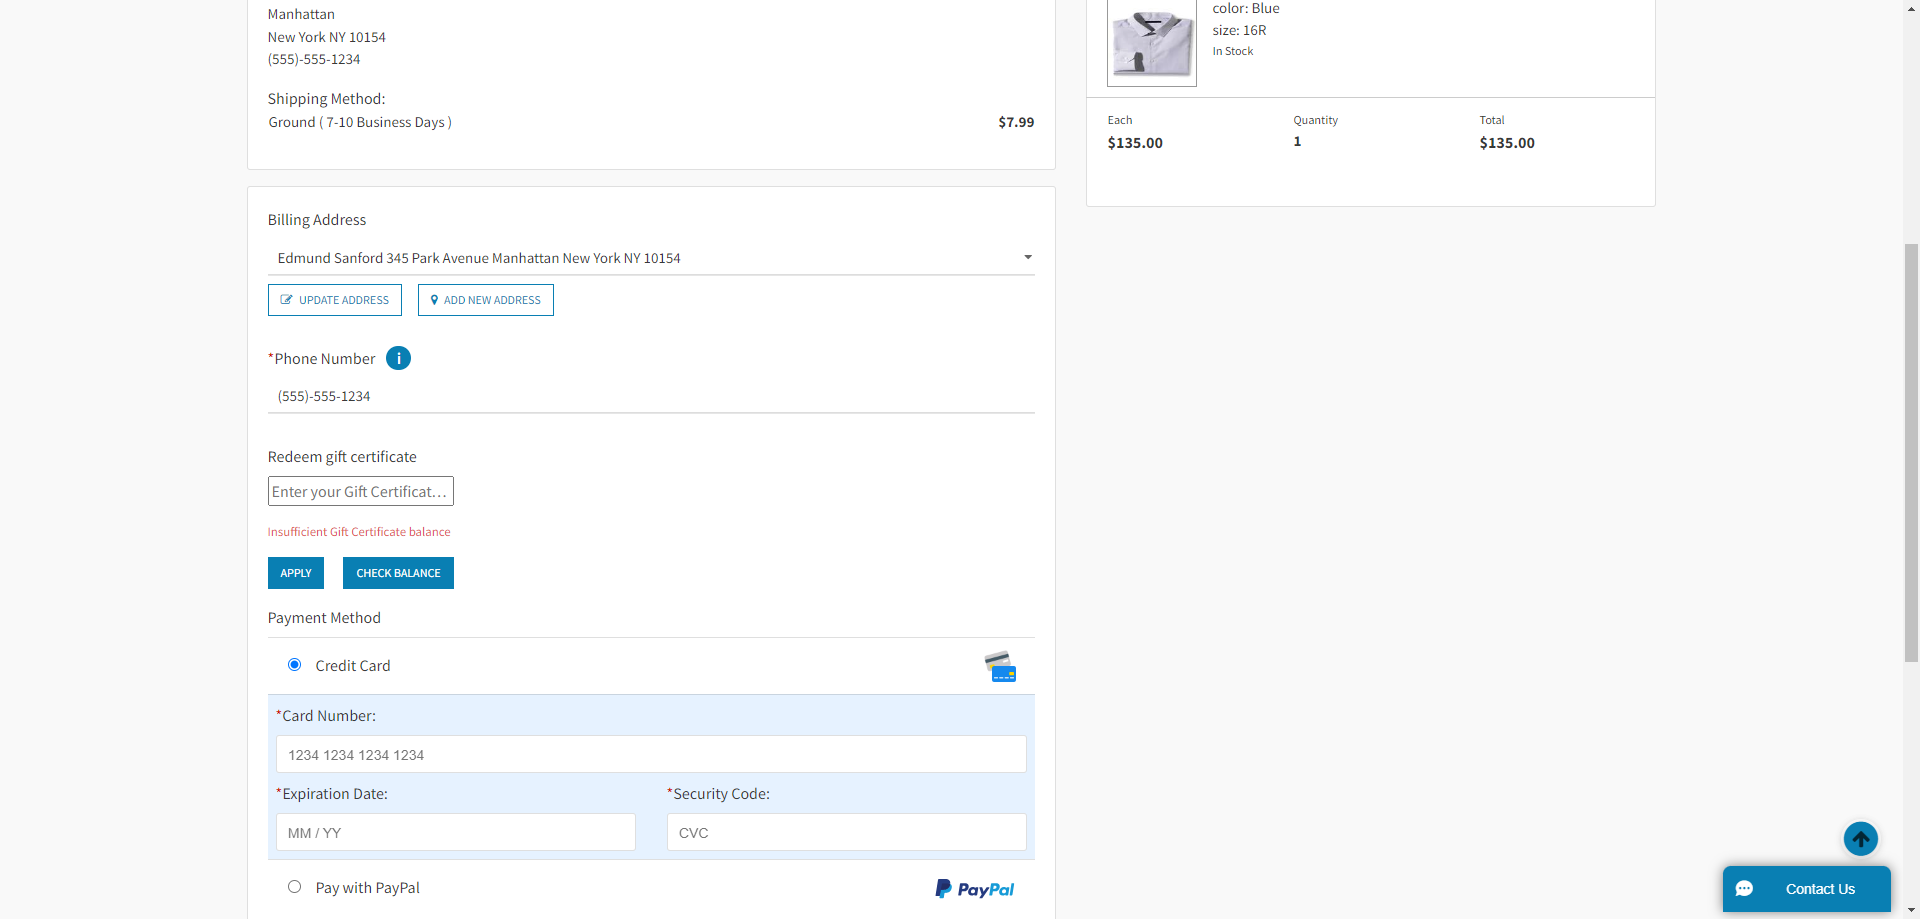 Manhattan
New York NY 10154
(555)-555-1234
Shipping Method:
Ground ( 7-10 Business Days )
$7.99
color: Blue
size: 16R
In Stock
Each
Quantity
Total
$135.00
1
$135.00
Billing Address
Edmund Sanford 345 Park Avenue Manhattan New York NY 10154
UPDATE ADDRESS
ADD NEW ADDRESS
*Phone Number
i
(555)-555-1234
Redeem gift certificate
Enter your Gift Certificat...
Insufficient Gift Certificate balance
APPLY
CHECK BALANCE
Payment Method
Credit Card
*Card Number:
1234 1234 1234 1234
*Expiration Date:
*Security Code:
MM / YY
CVC
Pay with PayPal
PayPal
Contact Us